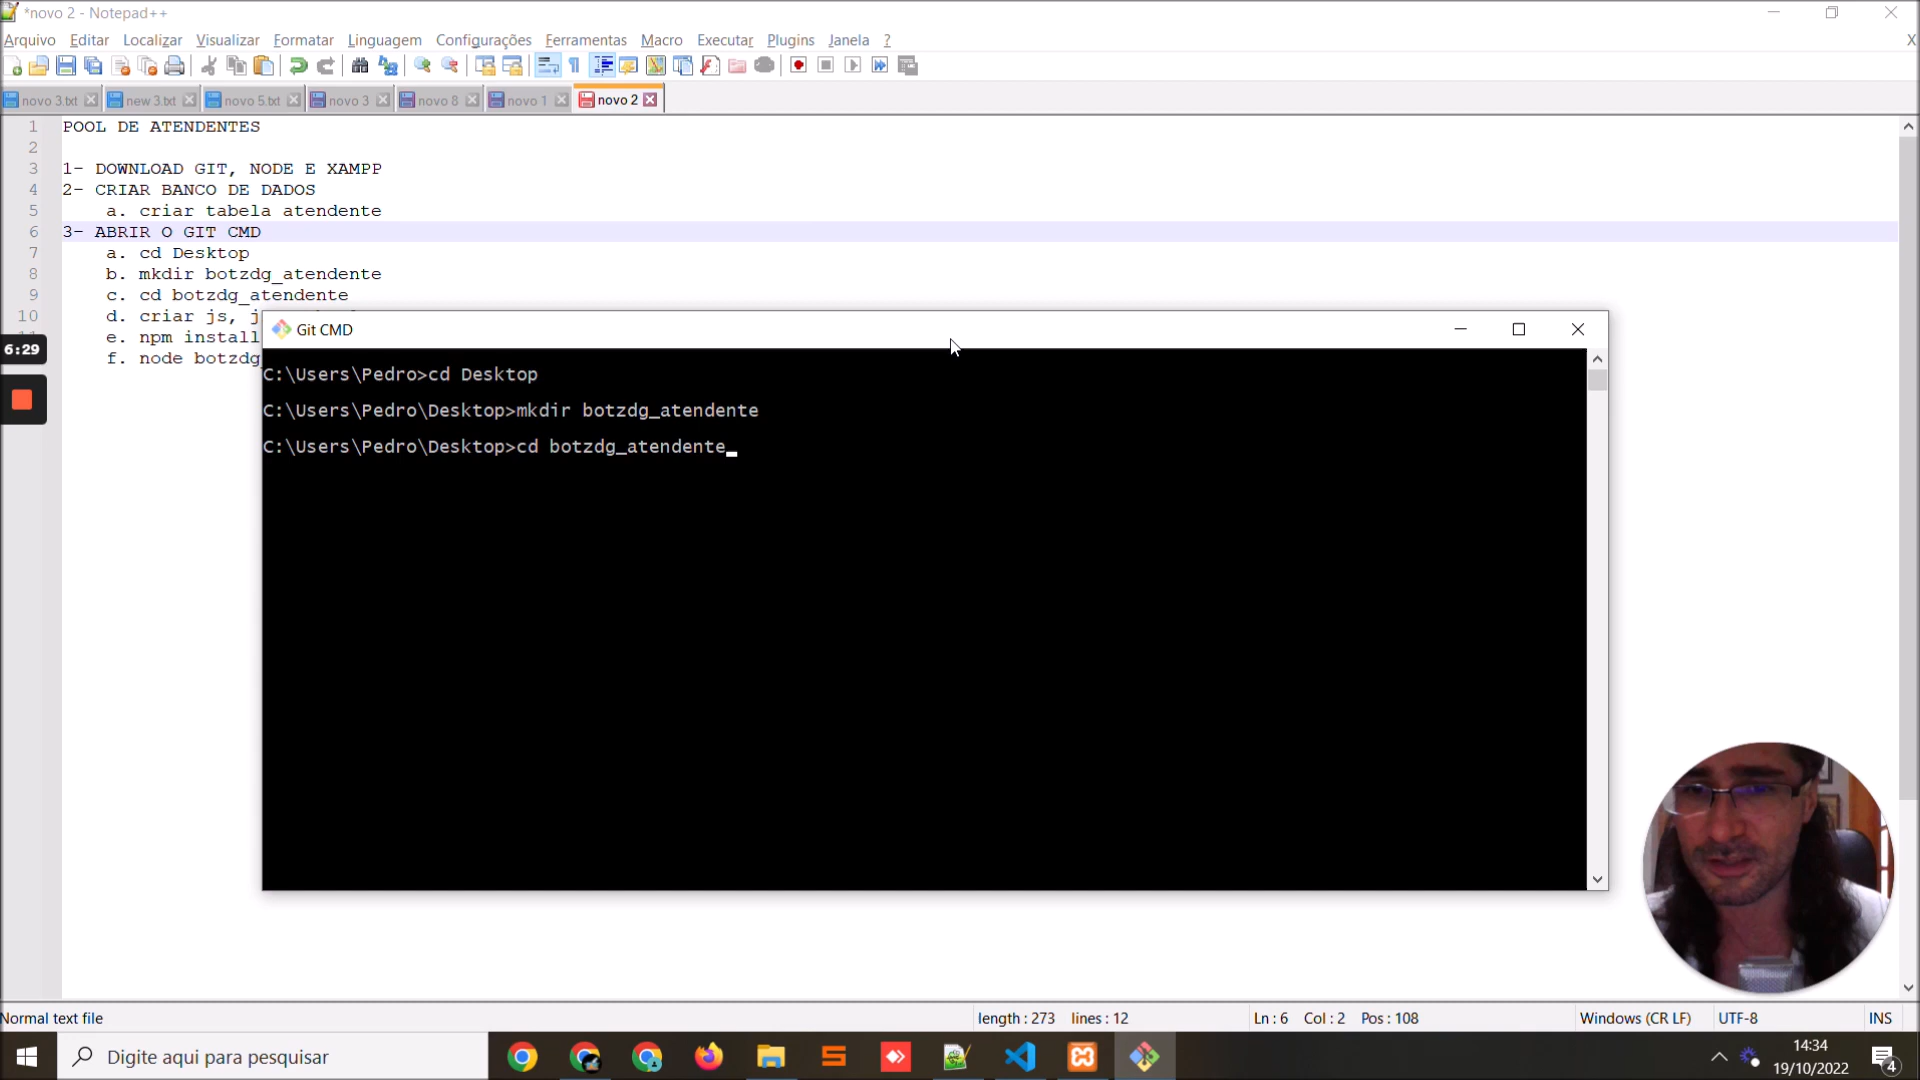 *novo 2 - Notepad++
Arquivo Editar Localizar Visualizar Formatar Linguagem Configurações Ferramentas Macro Executar Plugins Janela ?
X
novo 3.txt new 3.txt novo 5.txt novo 3 novo 8 novo 1 novo 2
1 POOL DE ATENDENTES
2
3 1- DOWNLOAD GIT, NODE E XAMPP
4 2- CRIAR BANCO DE DADOS
5 a. criar tabela atendente
6 3- ABRIR O GIT CMD
7 a. cd Desktop
8 b. mkdir botzdg_atendente
9 c. cd botzdg_atendente
10 d. criar js, j
e. npm install
f. node botzdg
6:29
Git CMD
C:\Users\Pedro>cd Desktop
C:\Users\Pedro\Desktop>mkdir botzdg_atendente
C:\Users\Pedro\Desktop>cd botzdg_atendente
Normal text file length : 273 lines : 12 Ln : 6 Col : 2 Pos : 108 Windows (CR LF) UTF-8 INS
Digite aqui para pesquisar
14:34
19/10/2022
4